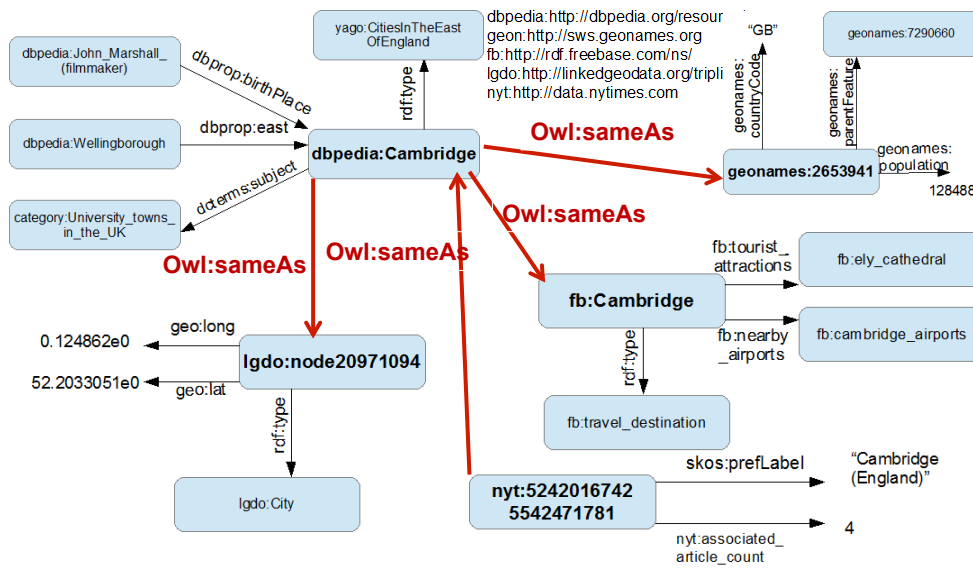 dbpedia:http://dbpedia.org/resour
geon:http://sws.geonames.org
fb:http://rdf.freebase.com/ns/
lgdo:http://linkedgeodata.org/tripli
nyt:http://data.nytimes.com
yago:CitiesInTheEast
OfEngland
dbpedia:John_Marshall_
(filmmaker)
dbprop:birthPlace
rdf:type
"GB"
geonames:7290660
geonames:
countryCode
geonames:
parentFeature
dbpedia:Wellingborough
dbprop:east
dbpedia:Cambridge
Owl:sameAs
geonames:2653941
geonames:
population
128488
dcterms:subject
category:University_towns_
in_the_UK
Owl:sameAs
Owl:sameAs
Owl:sameAs
fb:Cambridge
fb:tourist_
attractions
fb:ely_cathedral
fb:nearby
_airports
fb:cambridge_airports
rdf:type
fb:travel_destination
geo:long
0.124862e0
lgdo:node20971094
52.2033051e0
geo:lat
rdf:type
lgdo:City
nyt:5242016742
5542471781
skos:prefLabel
"Cambridge
(England)"
nyt:associated_
article_count
4